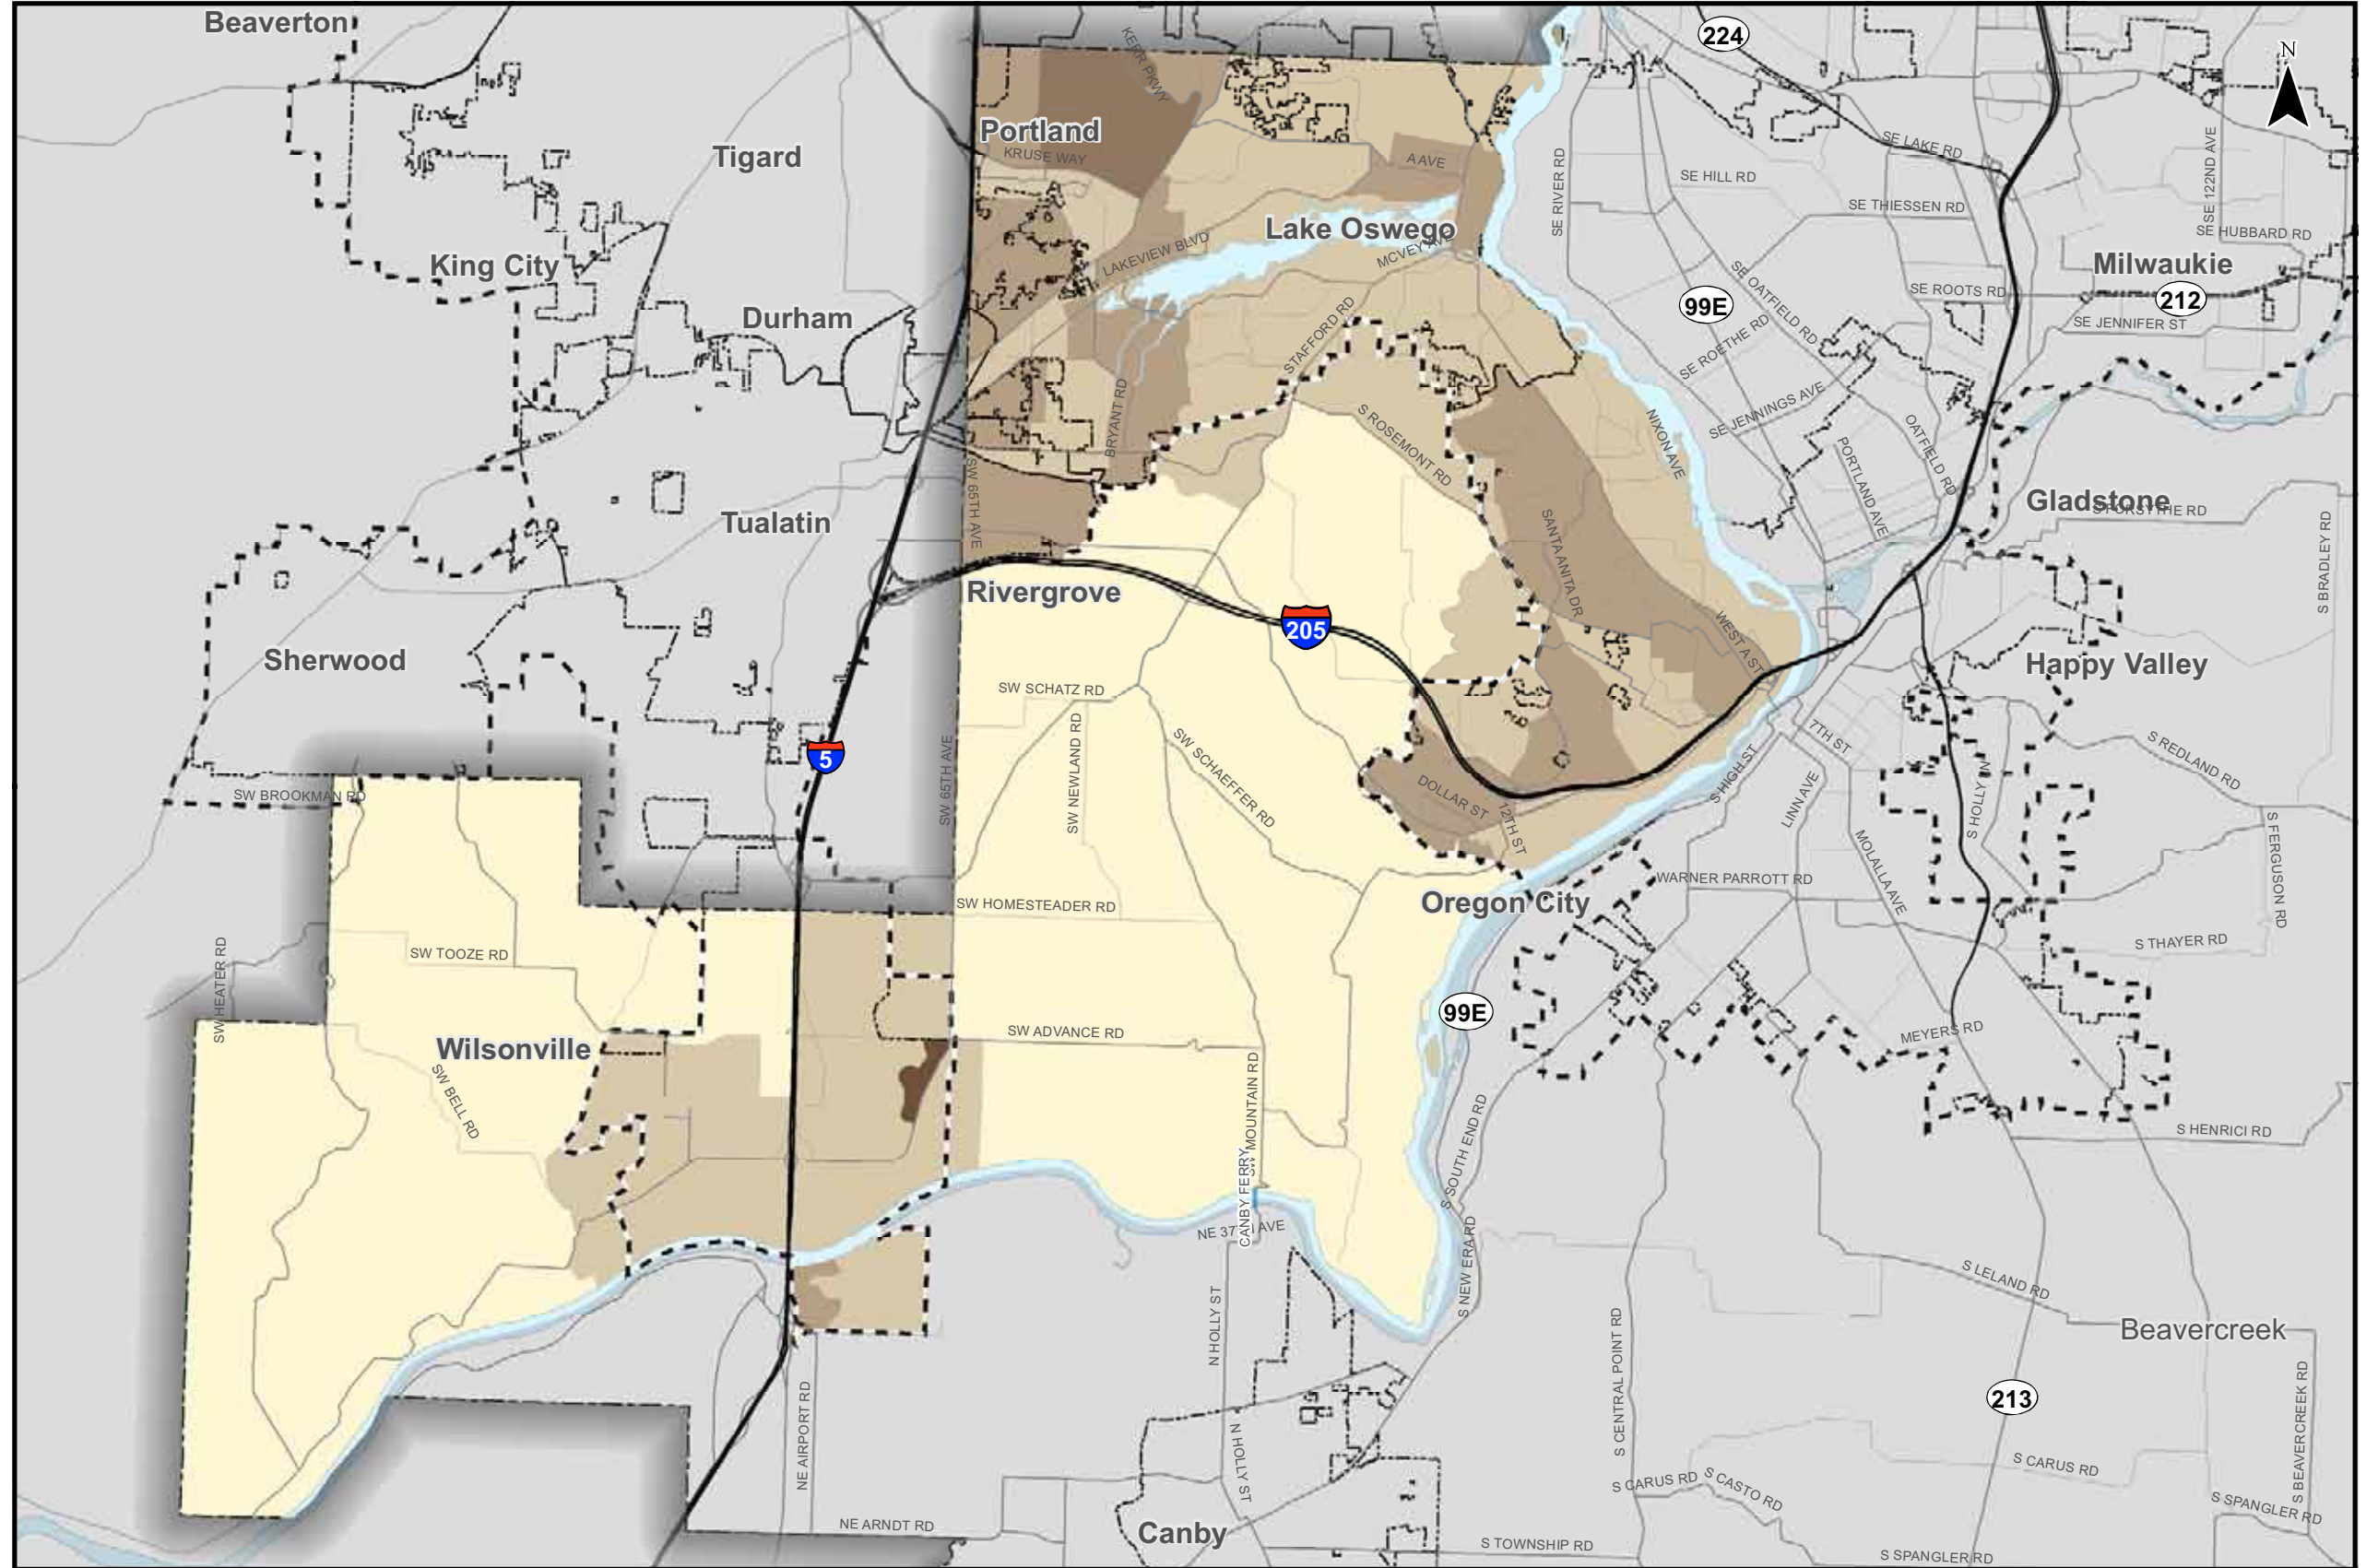 Beaverton
224
N
KERR PKWY
Portland
KRUSE WAY
Tigard
A AVE
SE LAKE RD
SE 122ND AVE
SE HILL RD
SE RIVER RD
SE THIESSEN RD
SE HUBBARD RD
Lake Oswego
LAKEVIEW BLVD
MCVEY AVE
King City
Milwaukie
212
SE OATFIELD RD
SE ROOTS RD
99E
SE JENNIFER ST
Durham
SE ROETHE RD
STAFFORD RD
BRYANT RD
SE JENNINGS AVE
S ROSEMONT RD
NIXON AVE
OATFIELD RD
PORTLAND AVE
SW 65TH AVE
Tualatin
Gladstone
S FORSYTHE RD
S BRADLEY RD
SANTA ANITA DR
Rivergrove
205
WEST A ST
Sherwood
Happy Valley
SW SCHATZ RD
SW NEWLAND RD
SW SCHAEFFER RD
7TH ST
S REDLAND RD
5
SW 65TH AVE
S HIGH ST
LINN AVE
S HOLLY LN
SW BROOKMAN RD
DOLLAR ST
12TH ST
MOLALLA AVE
S FERGUSON RD
WARNER PARROTT RD
SW HOMESTEADER RD
Oregon City
S THAYER RD
SW TOOZE RD
SW HEATER RD
99E
SW ADVANCE RD
MEYERS RD
Wilsonville
SW BELL RD
SW MOUNTAIN RD
S SOUTH END RD
S HENRICI RD
CANBY FERRY
NE 37TH AVE
S NEW ERA RD
S LELAND RD
N HOLLY ST
S CENTRAL POINT RD
Beavercreek
213
S BEAVERCREEK RD
NE AIRPORT RD
N HOLLY ST
S CARUS RD
S CARUS RD
S CASTO RD
S SPANGLER RD
NE ARNDT RD
Canby
S TOWNSHIP RD
S SPANGLER RD